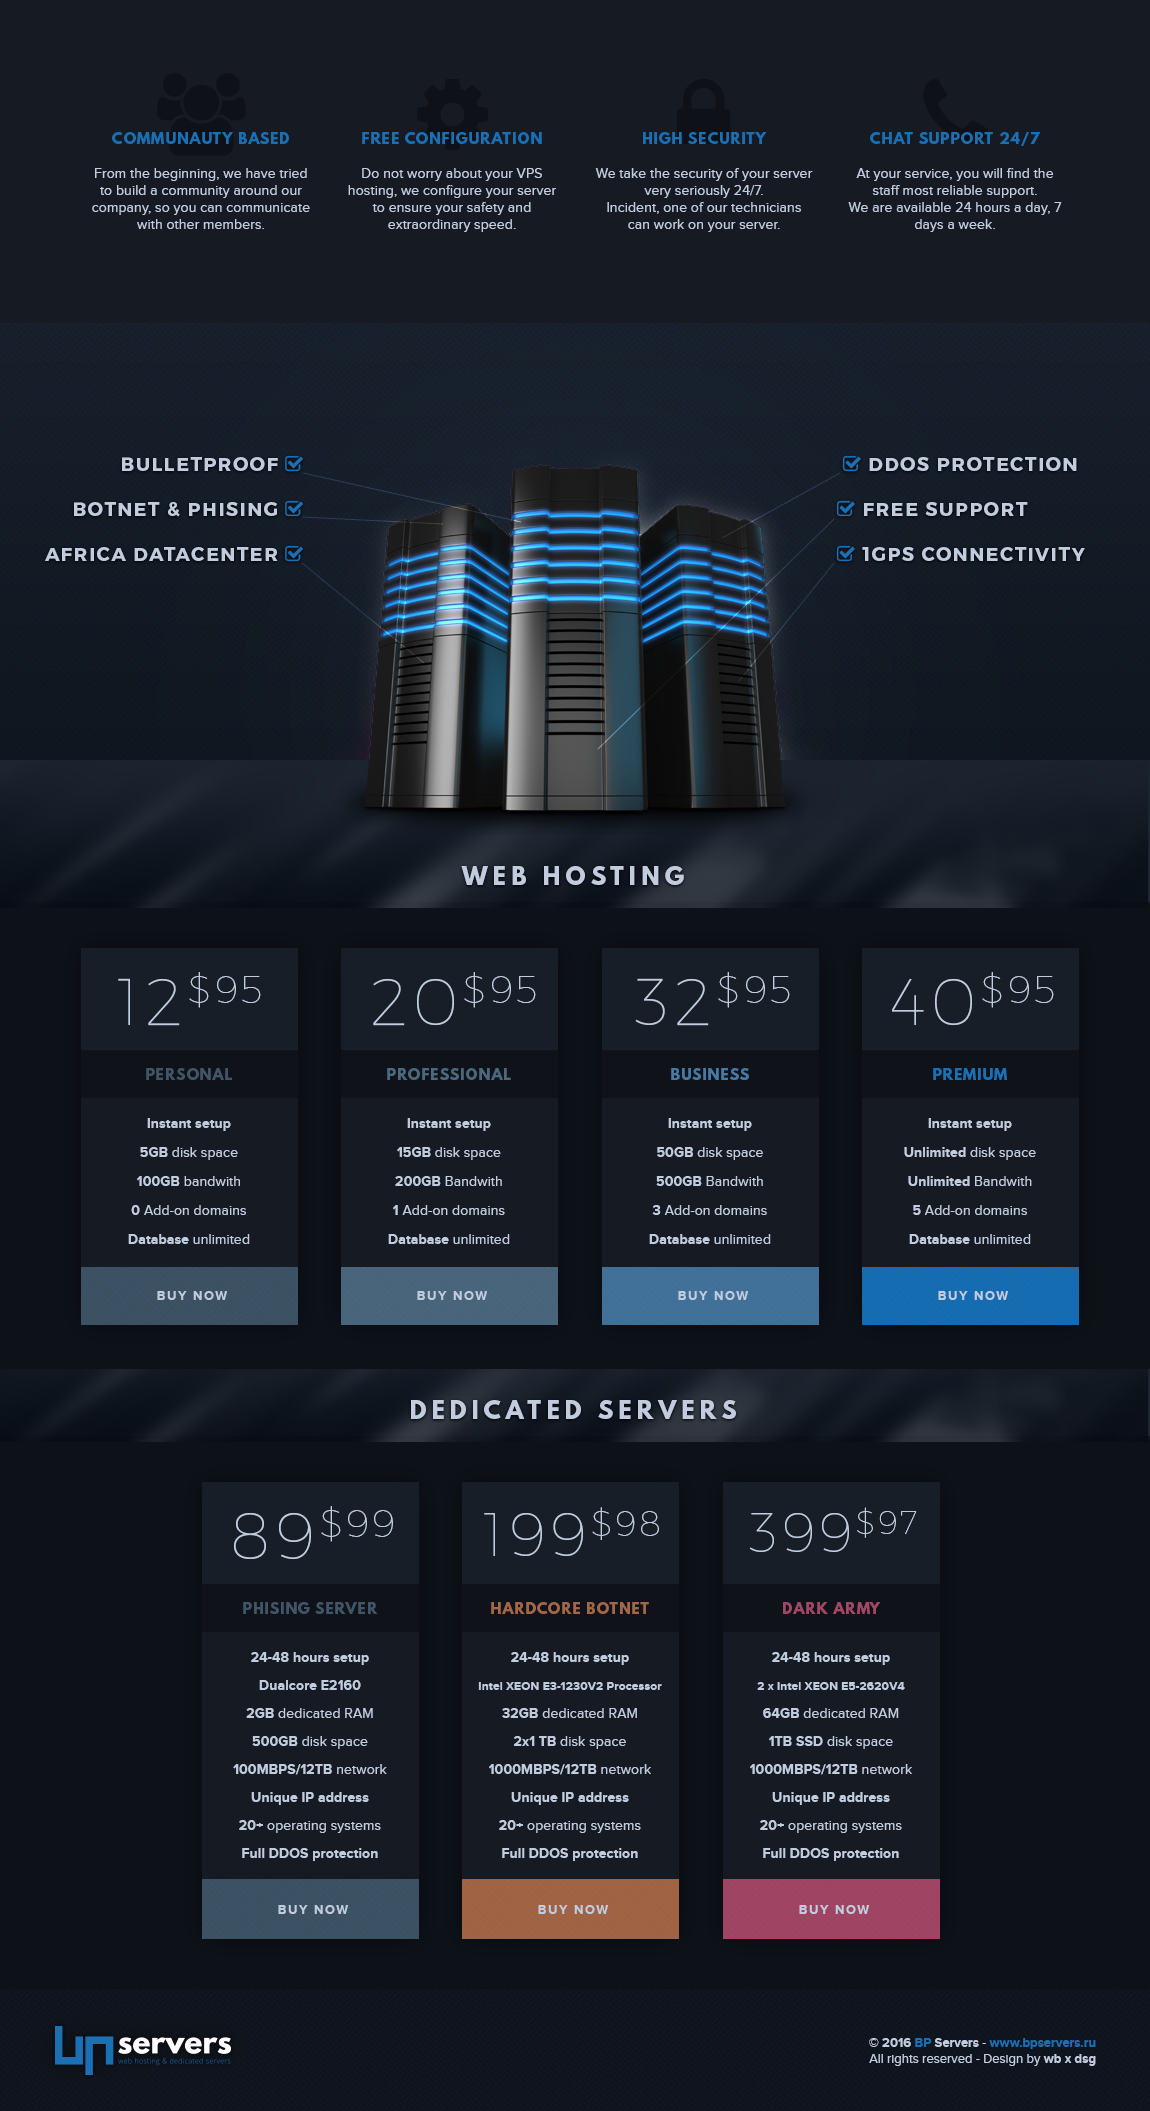 COMMUNAUTY BASED
From the beginning, we have tried
to build a community around our
company, so you can communicate
with other members.
FREE CONFIGURATION
Do not worry about your VPS
hosting, we configure your server
to ensure your safety and
extraordinary speed.
HIGH SECURITY
We take the security of your server
very seriously 24/7.
Incident, one of our technicians
can work on your server.
CHAT SUPPORT 24/7
At your service, you will find the
staff most reliable support.
We are available 24 hours a day, 7
days a week.
BULLETPROOF
BOTNET & PHISING
AFRICA DATACENTER
DDOS PROTECTION
FREE SUPPORT
1GPS CONNECTIVITY
WEB HOSTING
12$95
PERSONAL
Instant setup
5GB disk space
100GB bandwith
0 Add-on domains
Database unlimited
BUY NOW
20$95
PROFESSIONAL
Instant setup
15GB disk space
200GB Bandwith
1 Add-on domains
Database unlimited
BUY NOW
32$95
BUSINESS
Instant setup
50GB disk space
500GB Bandwith
3 Add-on domains
Database unlimited
BUY NOW
40$95
PREMIUM
Instant setup
Unlimited disk space
Unlimited Bandwith
5 Add-on domains
Database unlimited
BUY NOW
DEDICATED SERVERS
89$99
PHISING SERVER
24-48 hours setup
Dualcore E2160
2GB dedicated RAM
500GB disk space
100MBPS/12TB network
Unique IP address
20+ operating systems
Full DDOS protection
BUY NOW
199$98
HARDCORE BOTNET
24-48 hours setup
Intel XEON E3-1230V2 Processor
32GB dedicated RAM
2x1 TB disk space
1000MBPS/12TB network
Unique IP address
20+ operating systems
Full DDOS protection
BUY NOW
399$97
DARK ARMY
24-48 hours setup
2 x Intel XEON E5-2620V4
64GB dedicated RAM
1TB SSD disk space
1000MBPS/12TB network
Unique IP address
20+ operating systems
Full DDOS protection
BUY NOW
bp servers
web hosting & dedicated servers
© 2016 BP Servers - www.bpservers.ru
All rights reserved - Design by wb x dsg